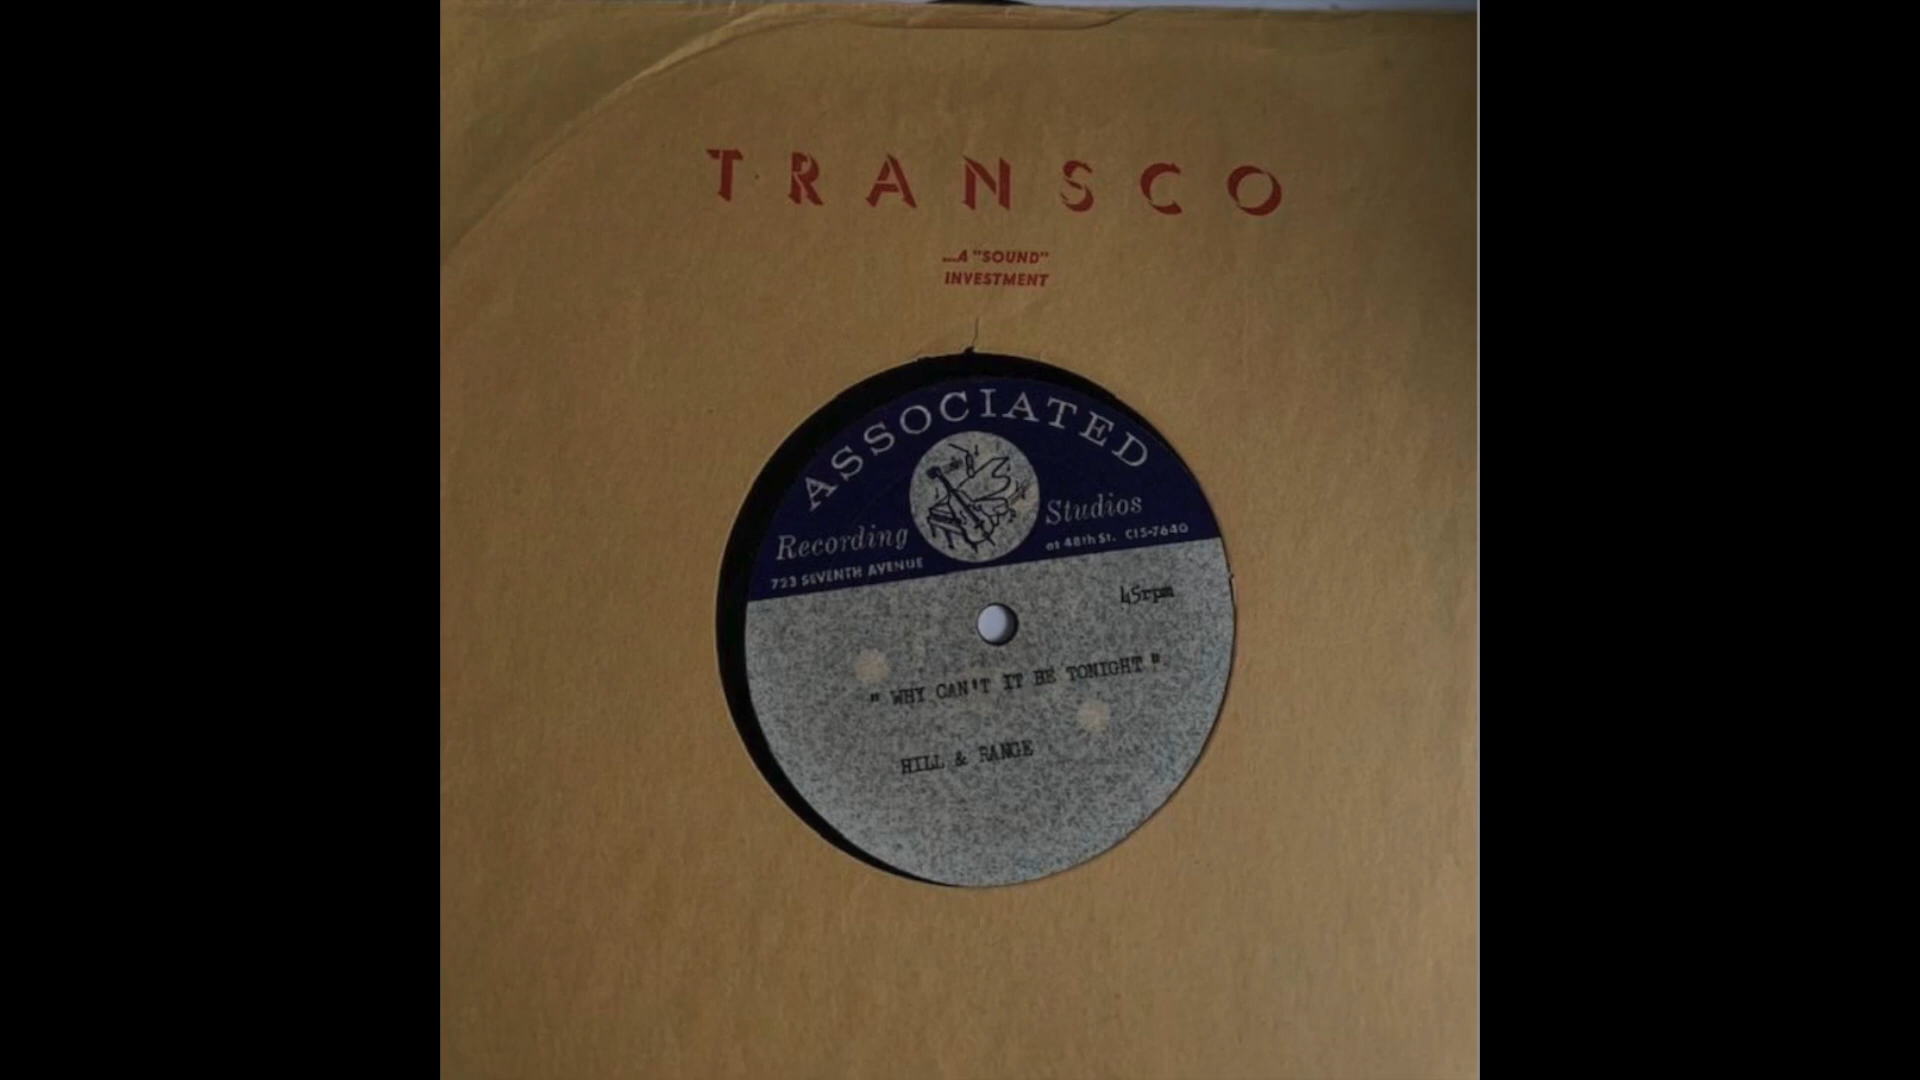 TRANSCO
...A "SOUND"
INVESTMENT
ASSOCIATED
Recording Studios
723 SEVENTH AVENUE at 48th St. CI5-7640
45rpm
" WHY CAN'T IT BE TONIGHT "
HILL & RANGE